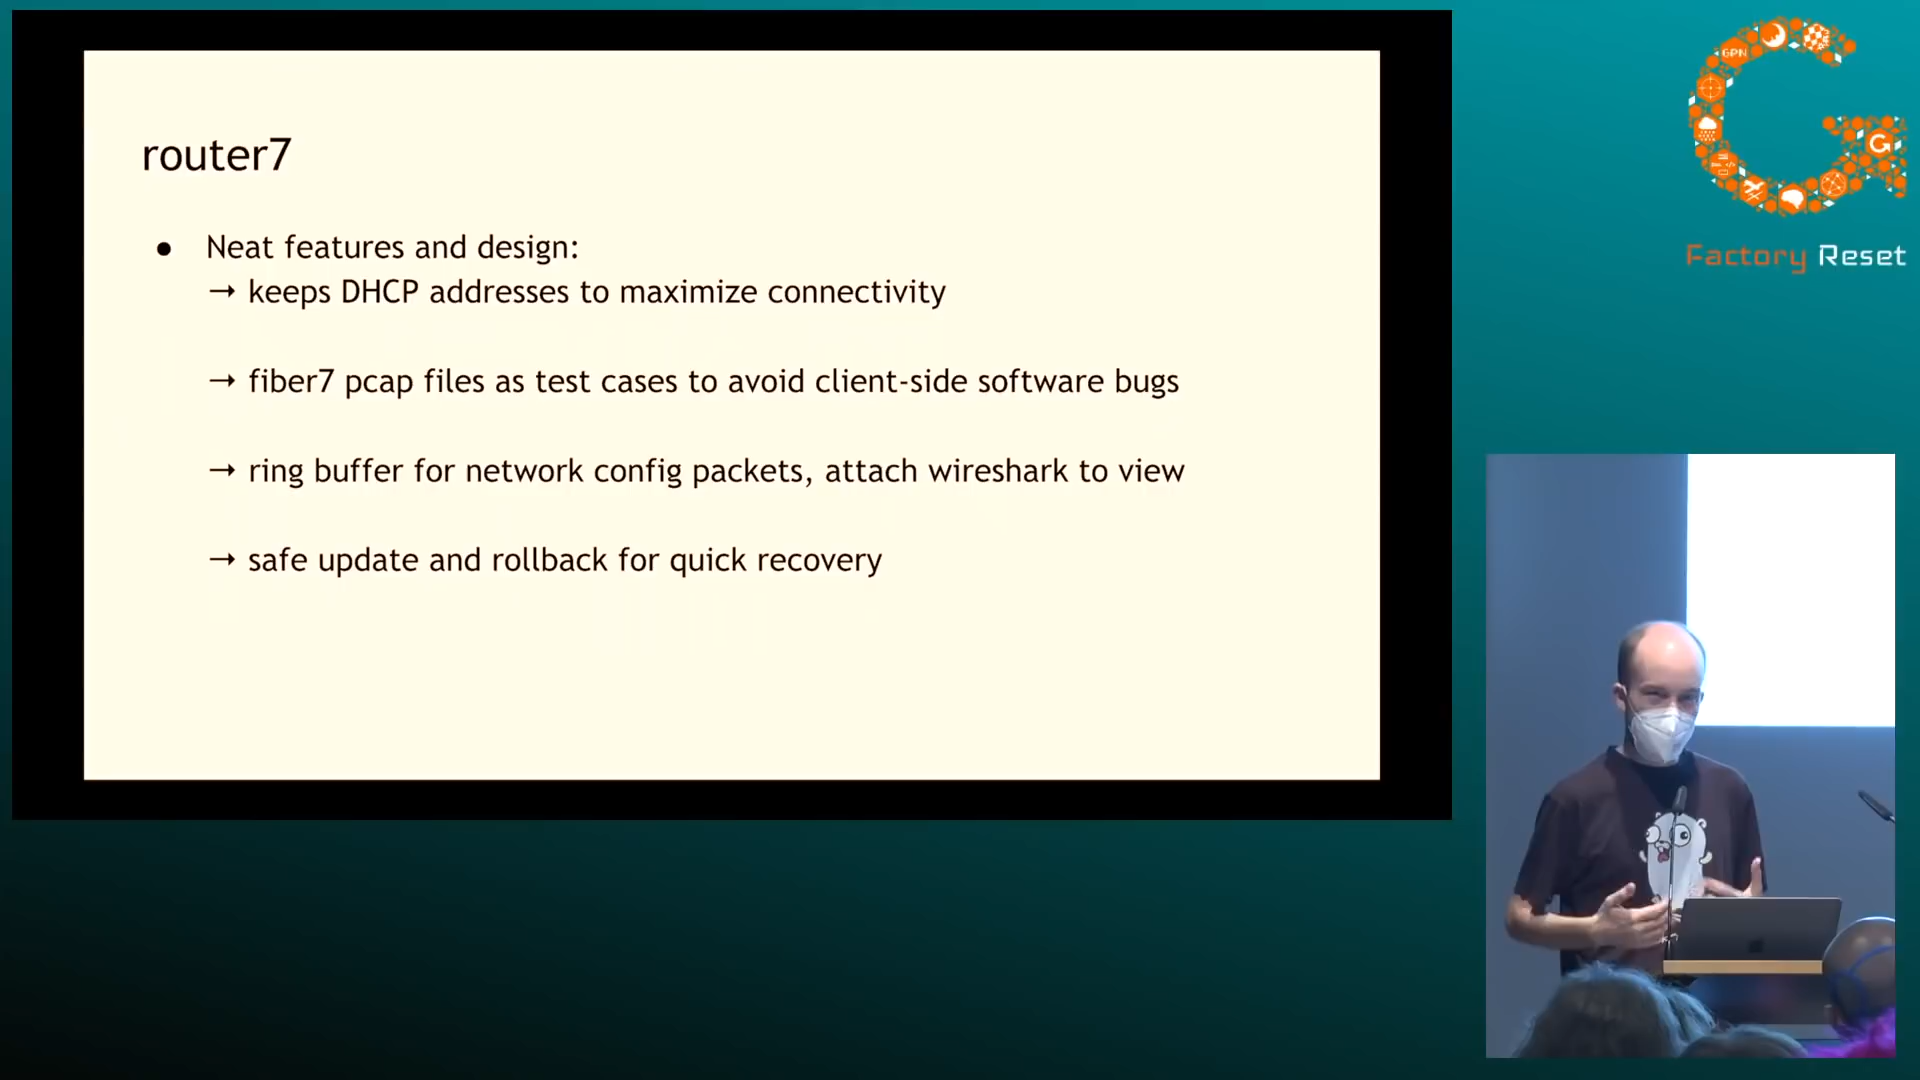 router7
● Neat features and design:
→ keeps DHCP addresses to maximize connectivity
→ fiber7 pcap files as test cases to avoid client-side software bugs
→ ring buffer for network config packets, attach wireshark to view
→ safe update and rollback for quick recovery
GPN
Factory Reset